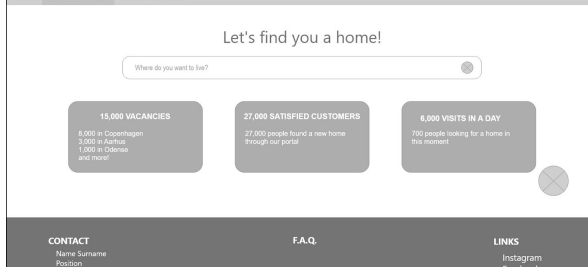 Let's find you a home!
Where do you want to live?
15,000 VACANCIES
8,000 in Copenhagen
3,000 in Aarhus
1,000 in Odense
and more!
27,000 SATISFIED CUSTOMERS
27,000 people found a new home
through our portal
6,000 VISITS IN A DAY
700 people looking for a home in
this moment
CONTACT
Name Surname
Position
F.A.Q.
LINKS
Instagram